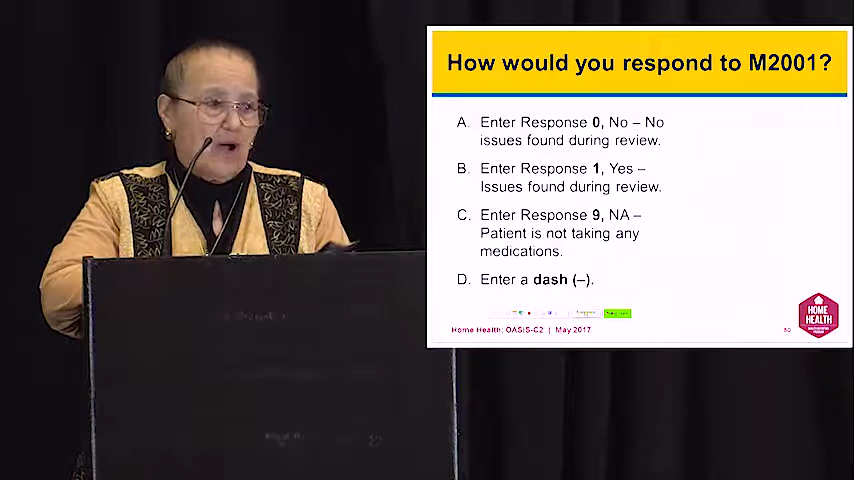 How would you respond to M2001?
A. Enter Response 0, No – No
issues found during review.
B. Enter Response 1, Yes –
Issues found during review.
C. Enter Response 9, NA –
Patient is not taking any
medications.
D. Enter a dash (–).
HOME
HEALTH
Home Health: OASIS-C2 | May 2017